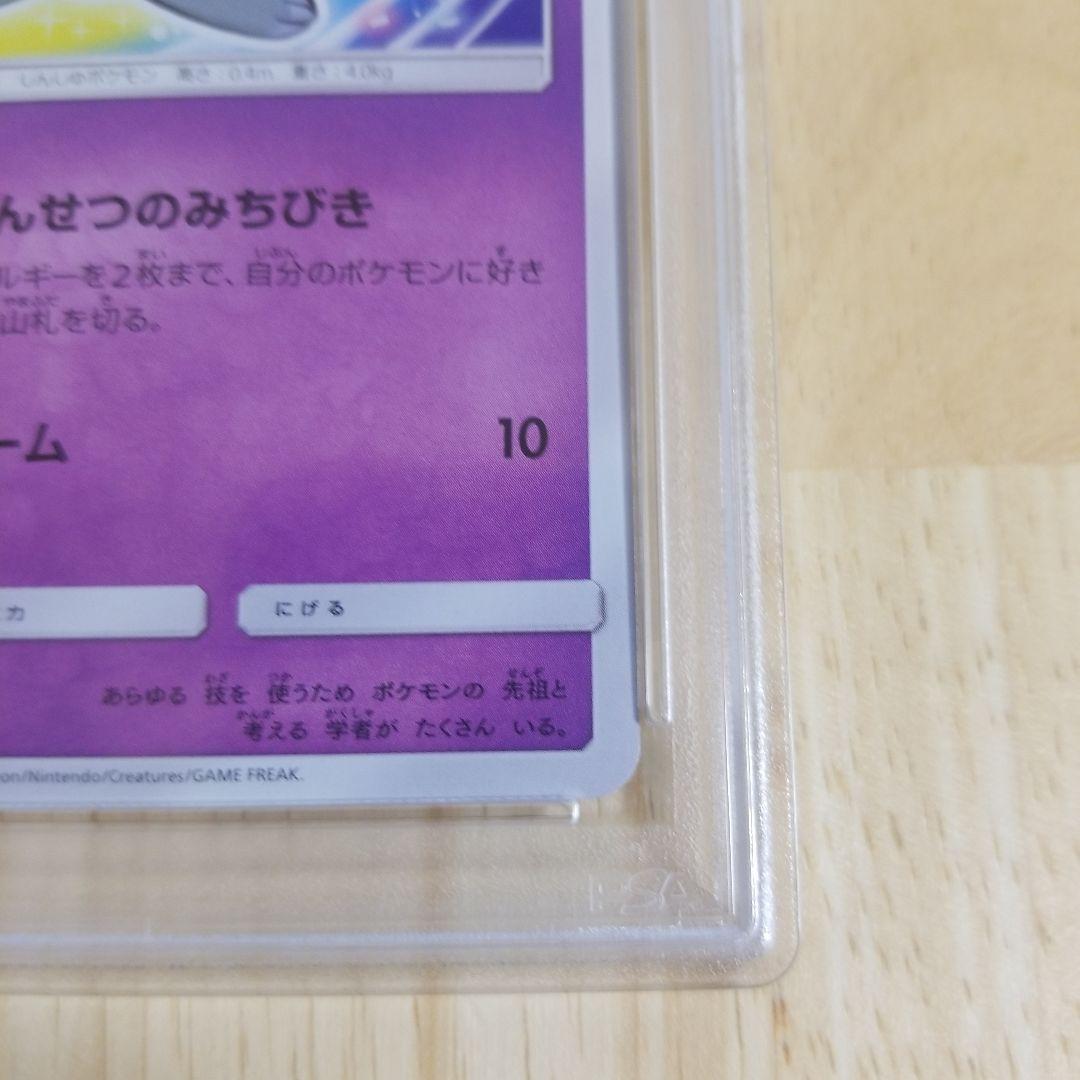 しんしゅポケモン 高さ：0.4m 重さ：4.0kg
んせつのみちびき
ルギーを2枚まで、自分のポケモンに好き
山札を切る。
ーム 10
カ にげる
あらゆる 技を 使うため ポケモンの 先祖と
考える 学者が たくさん いる。
on/Nintendo/Creatures/GAME FREAK.
PSA